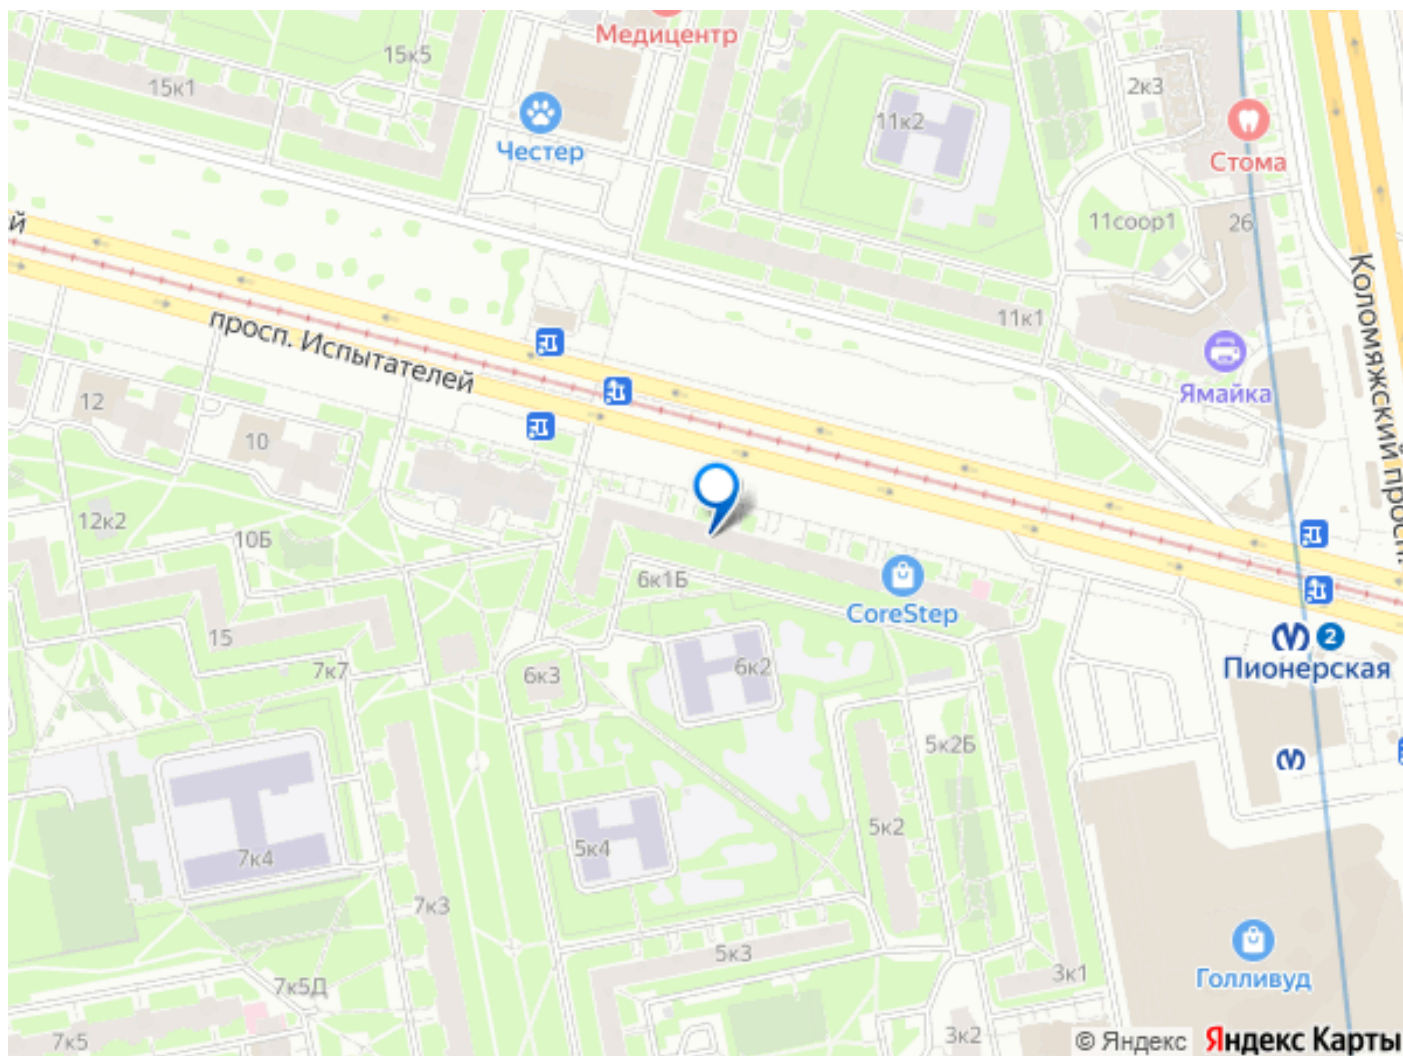 Медицентр
15к5
15к1
2к3
11к2
Честер
Стома
11соор1
26
й
Коломяжский просп.
11к1
просп. Испытателей
Ямайка
12
10
12к2
10Б
6к1Б
CoreStep
15
7к7
6к3
6к2
2
Пионерская
5к2Б
5к2
5к4
7к4
7к3
5к3
3к1
7к5Д
Голливуд
7к5
3к2
© Яндекс
Яндекс Карты